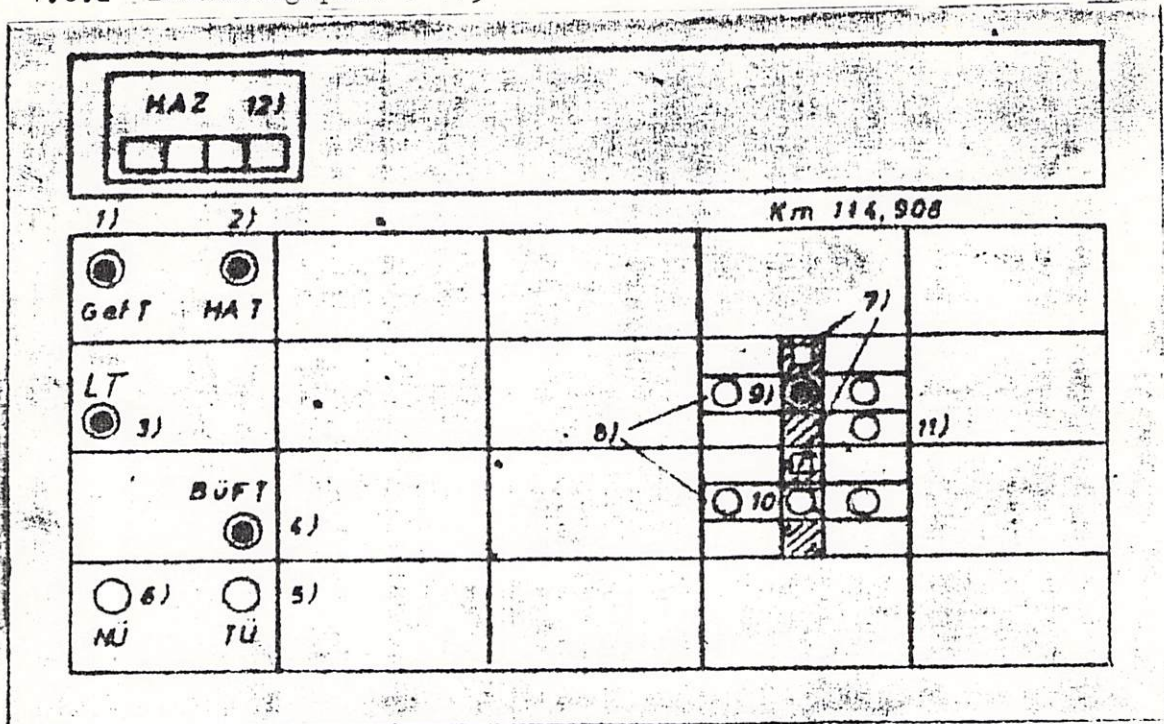 HAZ 12)
1) 2) Km 114,908
GetT HAT
7)
LT
3) 9)
8) 11)
BÜFT
4) 10
6) 5)
NÜ TÜ